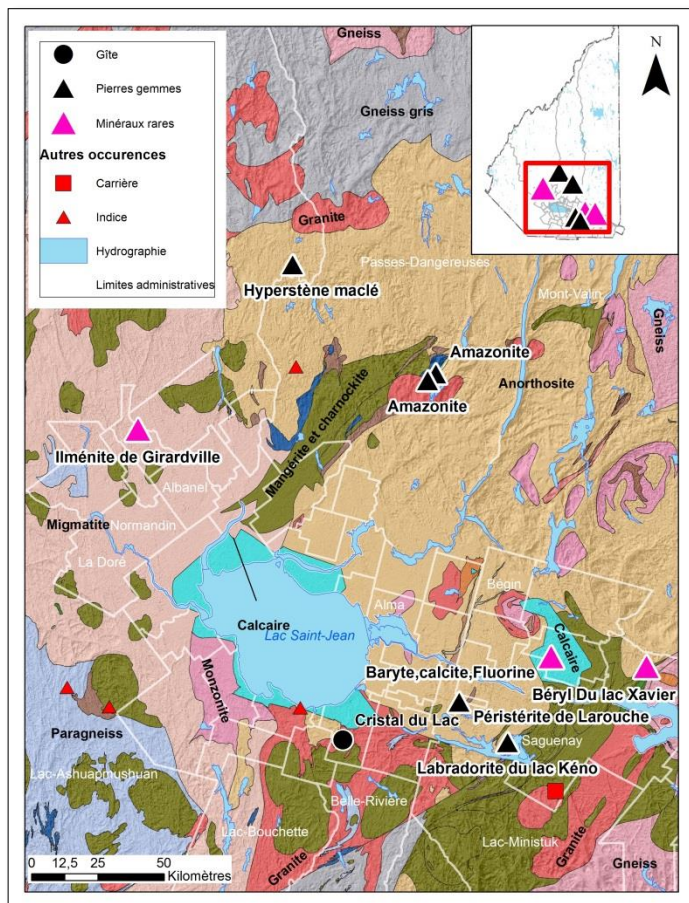 Gîte
Pierres gemmes
Minéraux rares
Autres occurences
Carrière
Indice
Hydrographie
Limites administratives
N
Gneiss
Gneiss gris
Granite
Passes-Dangereuses
Hyperstène maclé
Mont-Valin
Gneiss
Amazonite
Amazonite
Anorthosite
Mangérite et charnockite
Ilménite de Girardville
Albanel
Migmatite
Normandin
La Doré
Calcaire
Lac Saint-Jean
Alma
Bégin
Calcaire
Monzonite
Baryte,calcite,Fluorine
Béryl Du lac Xavier
Paragneiss
Cristal du Lac
Péristérite de Larouche
Saguenay
Labradorite du lac Kéno
Lac-Ashuapmushuan
Belle-Rivière
Lac-Bouchette
Lac-Ministuk
Granite
Granite
Gneiss
0 12,5 25 50
Kilomètres